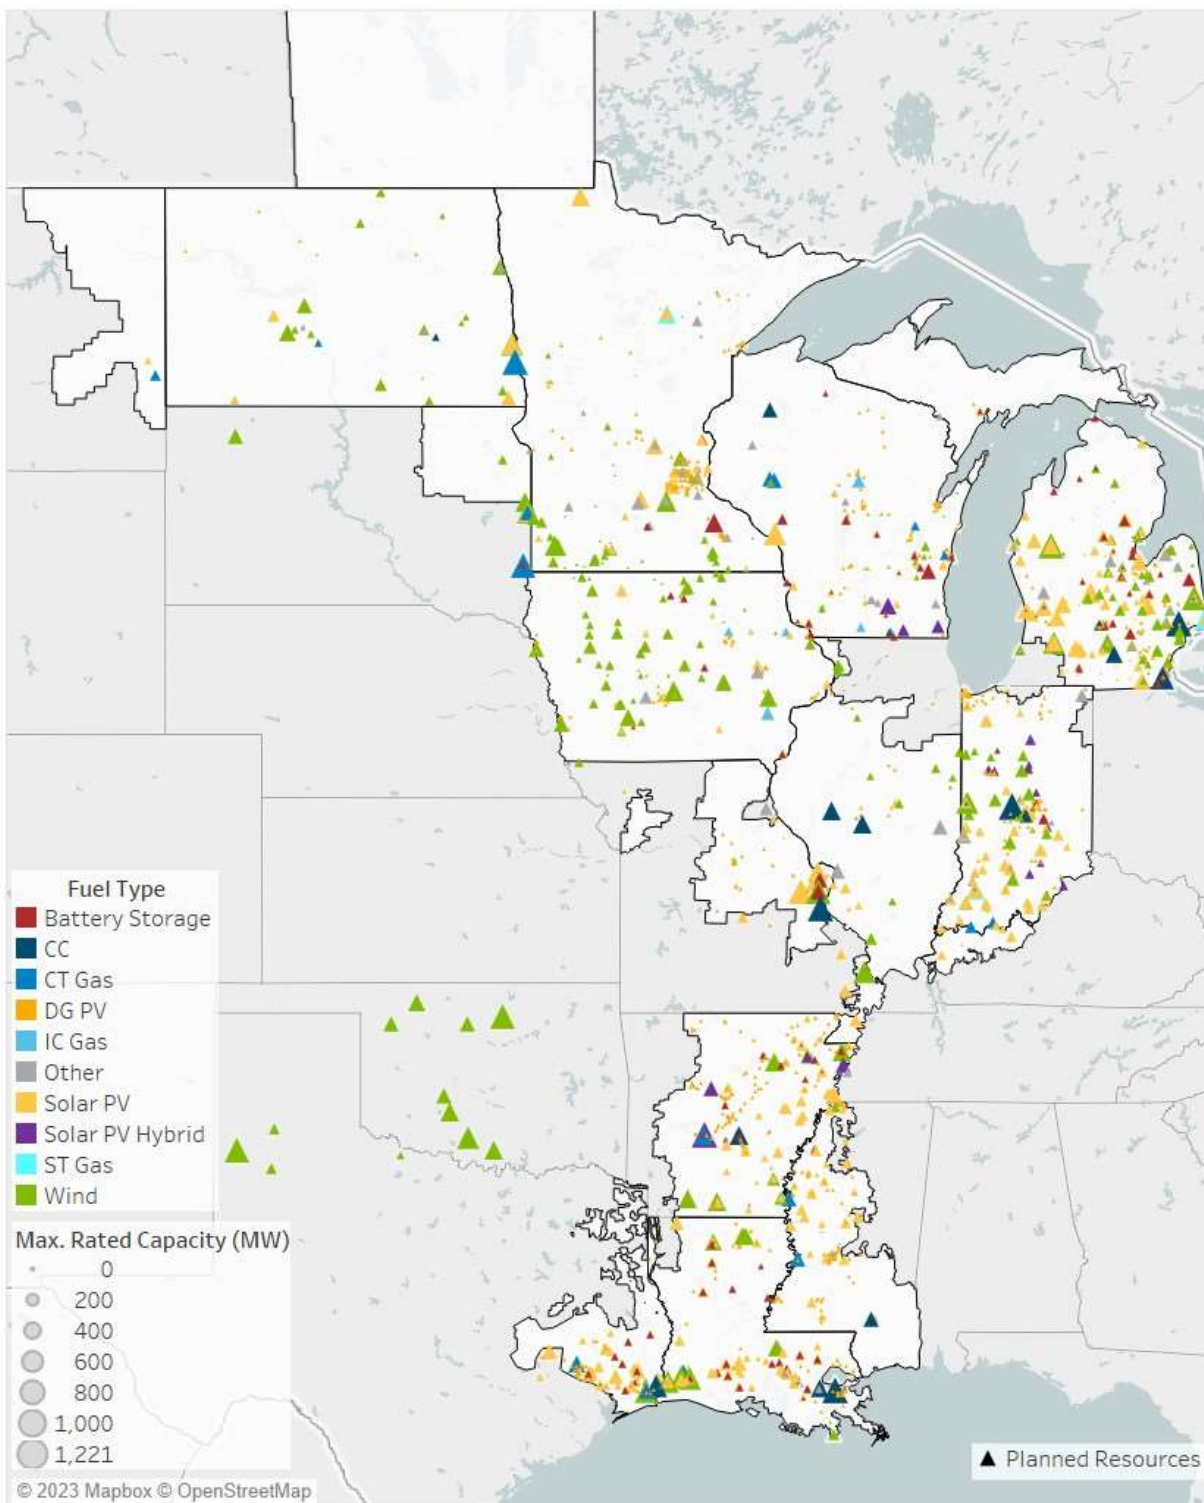 Fuel Type
Battery Storage
CC
CT Gas
DG PV
IC Gas
Other
Solar PV
Solar PV Hybrid
ST Gas
Wind
Max. Rated Capacity (MW)
0
200
400
600
800
1,000
1,221
© 2023 Mapbox © OpenStreetMap
Planned Resources